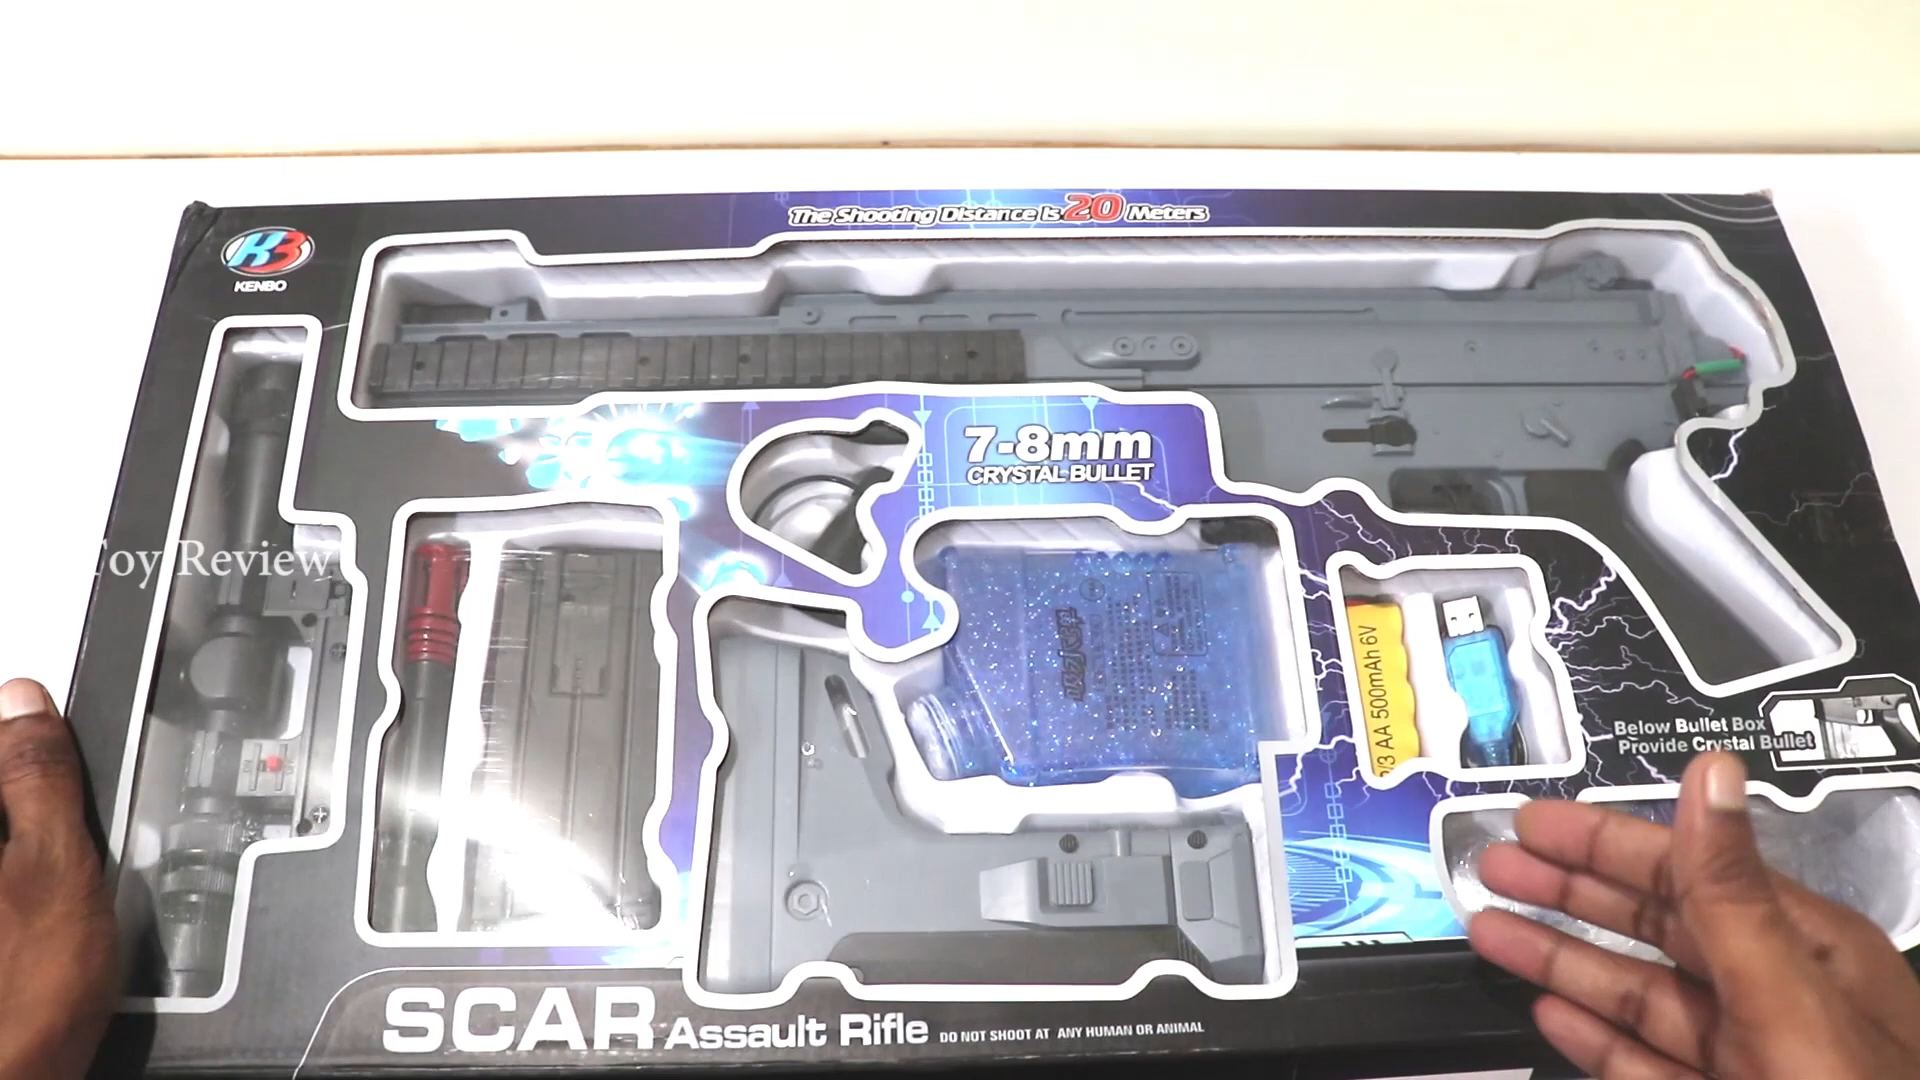 The Shooting Distance Is 20 Meters
K3
KENBO
7-8mm
CRYSTAL BULLET
Toy Review
2/3 AA 500mAh 6V
Below Bullet Box
Provide Crystal Bullet
SCAR Assault Rifle DO NOT SHOOT AT ANY HUMAN OR ANIMAL